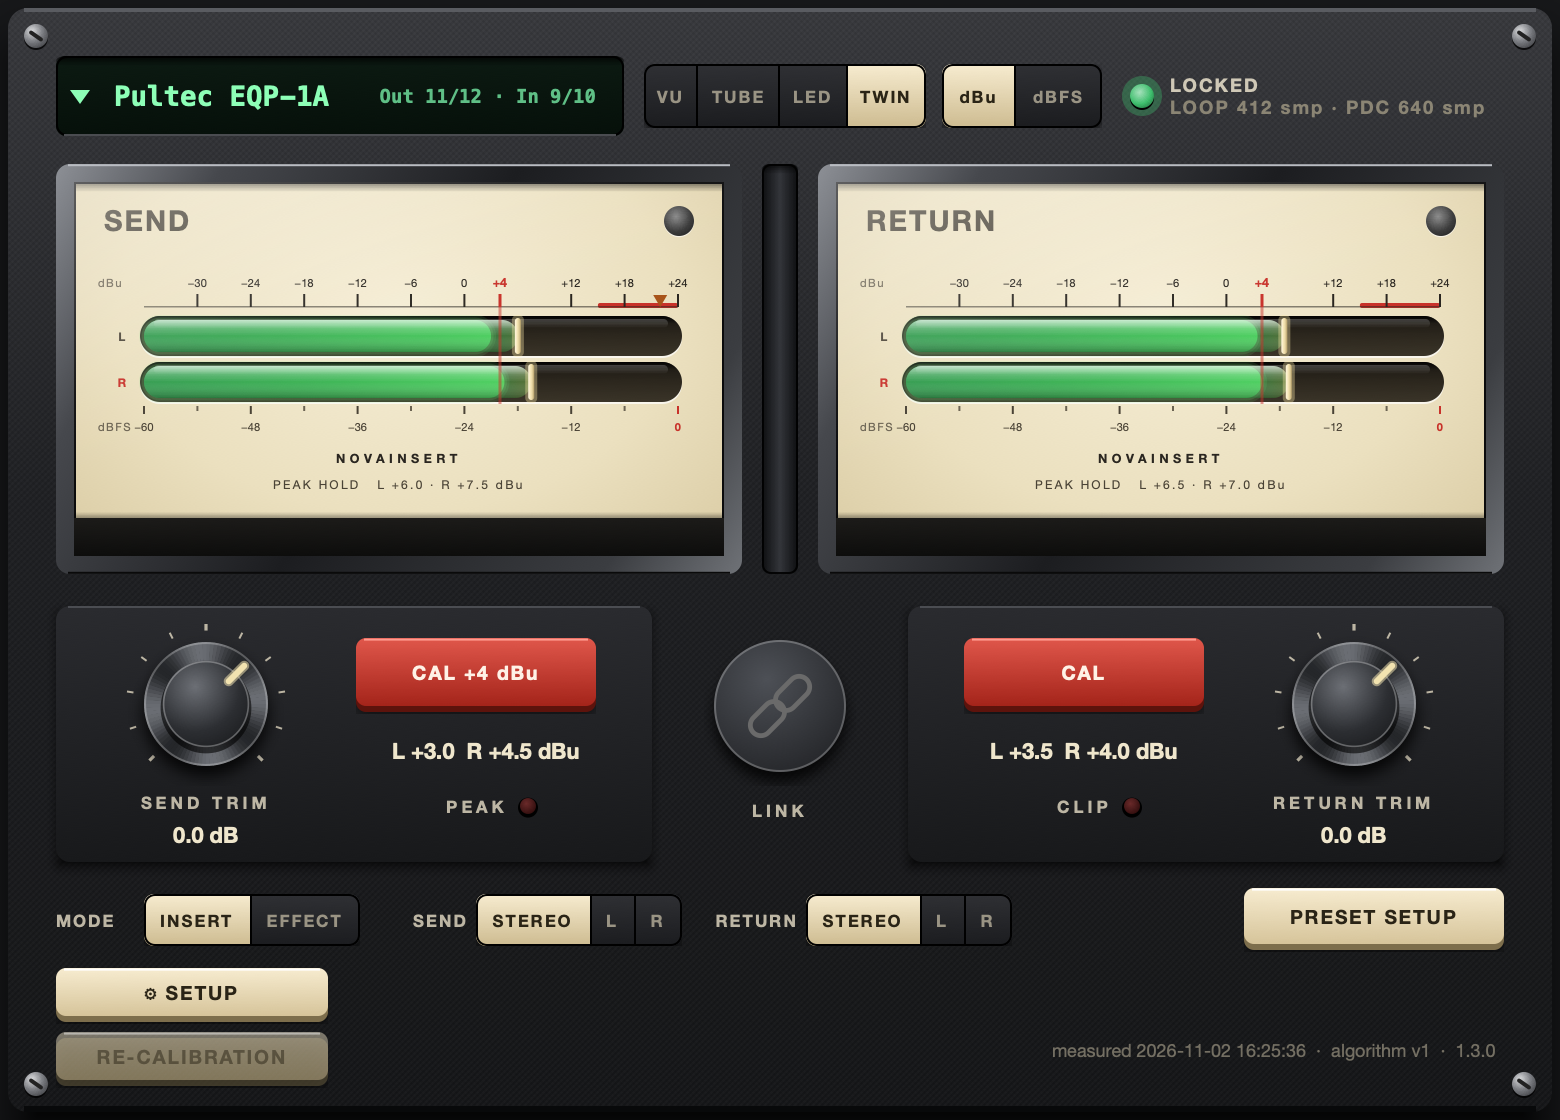 Pultec EQP-1A Out 11/12 · In 9/10
VU TUBE LED TWIN
dBu dBFS
LOCKED
LOOP 412 smp · PDC 640 smp
SEND
dBu −30 −24 −18 −12 −6 0 +4 +12 +18 +24
L
R
dBFS −60 −48 −36 −24 −12 0
NOVAINSERT
PEAK HOLD L +6.0 · R +7.5 dBu
RETURN
dBu −30 −24 −18 −12 −6 0 +4 +12 +18 +24
L
R
dBFS −60 −48 −36 −24 −12 0
NOVAINSERT
PEAK HOLD L +6.5 · R +7.0 dBu
SEND TRIM
0.0 dB
CAL +4 dBu
L +3.0 R +4.5 dBu
PEAK
LINK
CAL
L +3.5 R +4.0 dBu
CLIP
RETURN TRIM
0.0 dB
MODE INSERT EFFECT
SEND STEREO L R
RETURN STEREO L R
PRESET SETUP
⚙ SETUP
RE-CALIBRATION
measured 2026-11-02 16:25:36 · algorithm v1 · 1.3.0